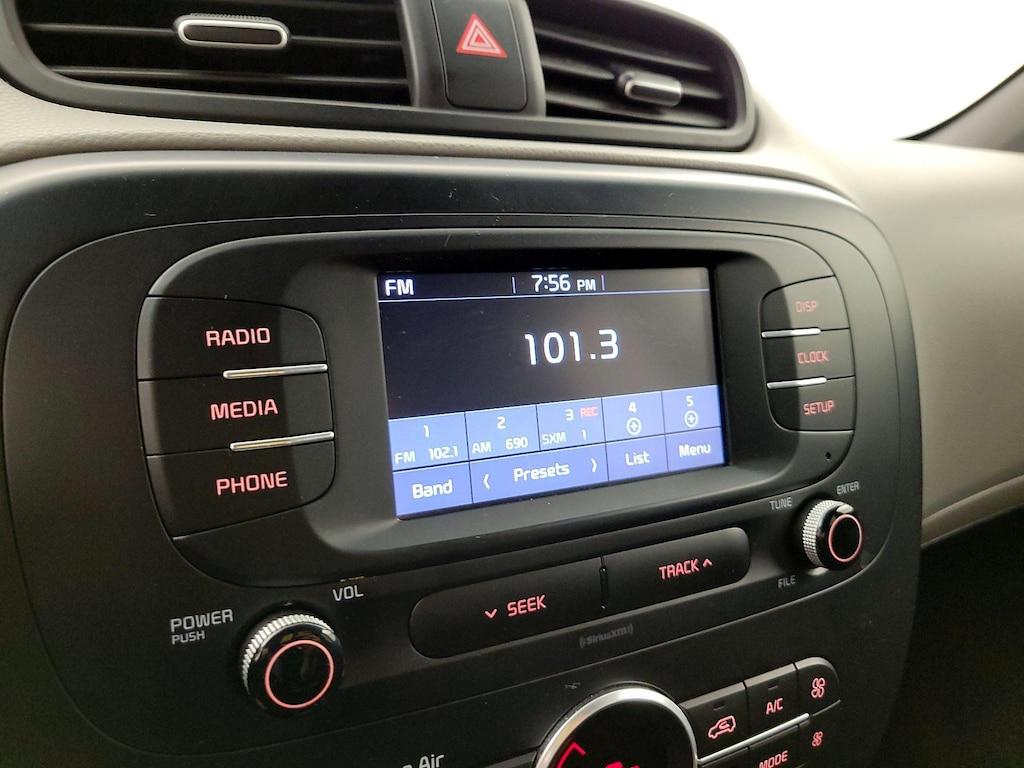 FM 7:56 PM
101.3
1 2 3 REC 4 5
FM 102.1 AM 690 SXM 1
Band ⟨ Presets ⟩ List Menu
RADIO
MEDIA
PHONE
DISP
CLOCK
SETUP
POWER
PUSH
VOL
SEEK
TRACK
TUNE
ENTER
FILE
SiriusXM
Air
A/C
MODE